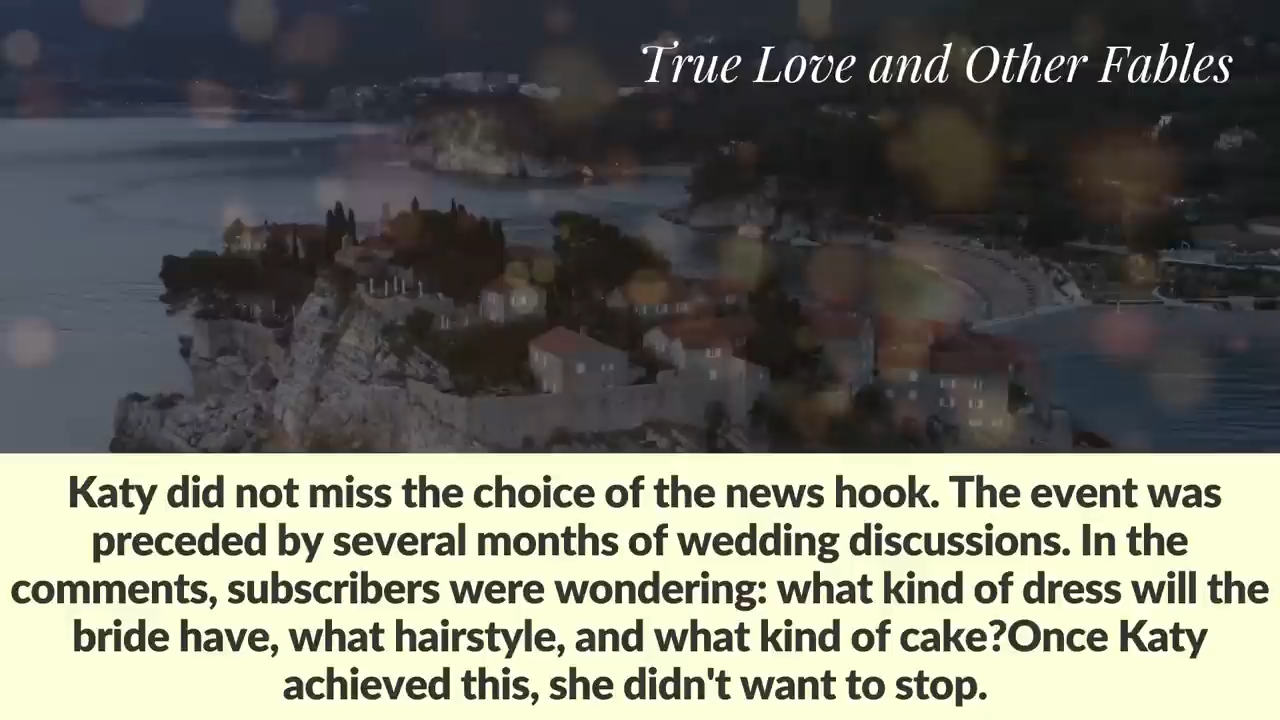 True Love and Other Fables
Katy did not miss the choice of the news hook. The event was
preceded by several months of wedding discussions. In the
comments, subscribers were wondering: what kind of dress will the
bride have, what hairstyle, and what kind of cake?Once Katy
achieved this, she didn't want to stop.